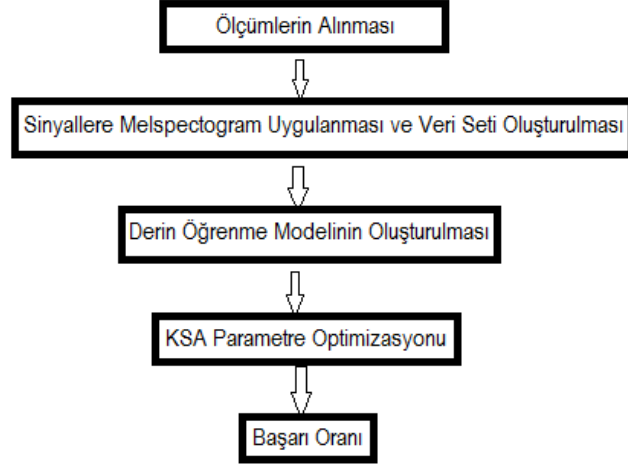 Ölçümlerin Alınması
Sinyallere Melspectogram Uygulanması ve Veri Seti Oluşturulması
Derin Öğrenme Modelinin Oluşturulması
KSA Parametre Optimizasyonu
Başarı Oranı